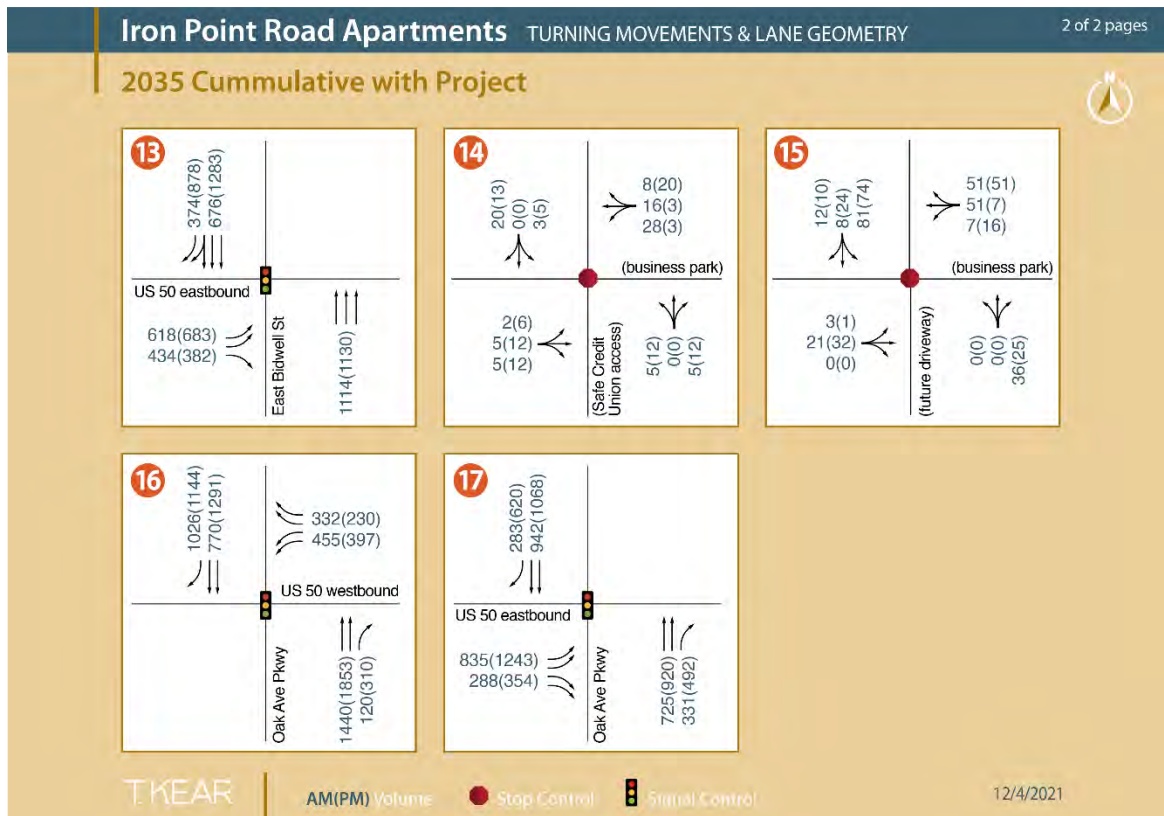 Iron Point Road Apartments TURNING MOVEMENTS & LANE GEOMETRY
2 of 2 pages
2035 Cummulative with Project
N
13
374(878)
676(1283)
US 50 eastbound
618(683)
434(382)
East Bidwell St
1114(1130)
14
20(13)
0(0)
3(5)
8(20)
16(3)
28(3)
(business park)
2(6)
5(12)
5(12)
(Safe Credit
Union access)
5(12)
0(0)
5(12)
15
12(10)
8(24)
81(74)
51(51)
51(7)
7(16)
(business park)
3(1)
21(32)
0(0)
(future driveway)
0(0)
0(0)
36(25)
16
1026(1144)
770(1291)
332(230)
455(397)
US 50 westbound
Oak Ave Pkwy
1440(1853)
120(310)
17
283(620)
942(1068)
US 50 eastbound
835(1243)
288(354)
Oak Ave Pkwy
725(920)
331(492)
T.KEAR
AM(PM) Volume
Stop Control
Signal Control
12/4/2021